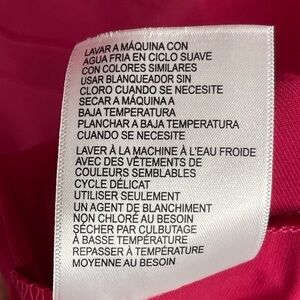 LAVAR A MÁQUINA CON
AGUA FRIA EN CICLO SUAVE
CON COLORES SIMILARES
USAR BLANQUEADOR SIN
CLORO CUANDO SE NECESITE
SECAR A MÁQUINA A
BAJA TEMPERATURA
PLANCHAR A BAJA TEMPERATURA
CUANDO SE NECESITE
LAVER À LA MACHINE À L'EAU FROIDE
AVEC DES VÊTEMENTS DE
COULEURS SEMBLABLES
CYCLE DÉLICAT
UTILISER SEULEMENT
UN AGENT DE BLANCHIMENT
NON CHLORÉ AU BESOIN
SÉCHER PAR CULBUTAGE
À BASSE TEMPÉRATURE
REPASSER À TEMPÉRATURE
MOYENNE AU BESOIN